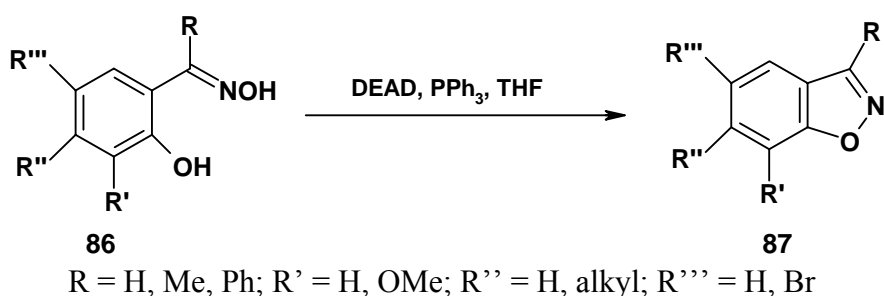 R
R'''
NOH
R''
OH
R'
86
DEAD, PPh₃, THF
R
R'''
N
O
R''
R'
87
R = H, Me, Ph; R’ = H, OMe; R’’ = H, alkyl; R’’’ = H, Br